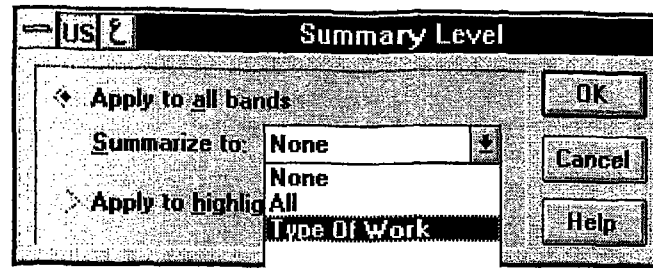 US ع Summary Level
Apply to all bands
OK
Summarize to: None
Cancel
None
Apply to highlig
All
Type Of Work
Help